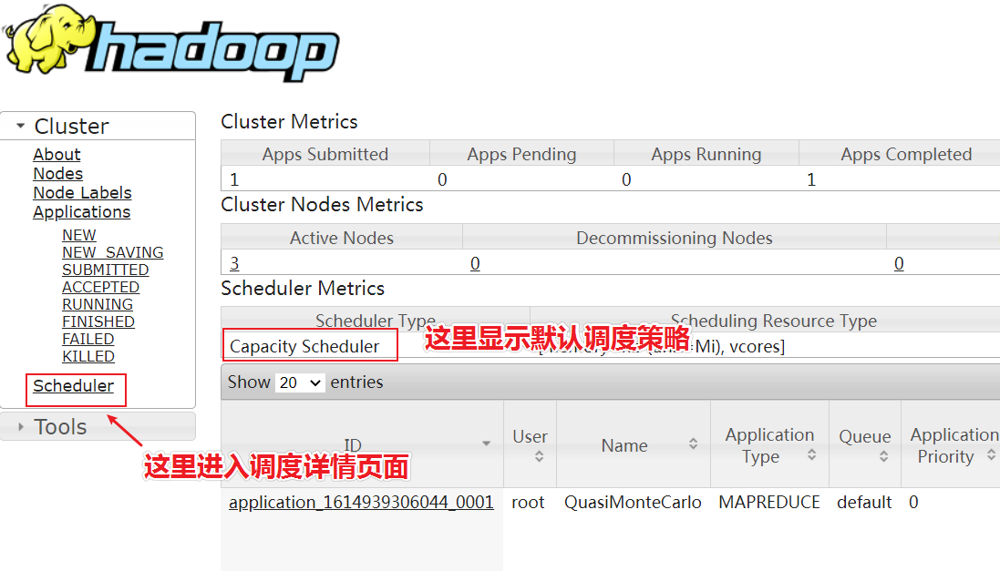 hadoop
Cluster
About
Nodes
Node Labels
Applications
NEW
NEW_SAVING
SUBMITTED
ACCEPTED
RUNNING
FINISHED
FAILED
KILLED
Scheduler
Tools
Cluster Metrics
Apps Submitted Apps Pending Apps Running Apps Completed
1 0 0 1
Cluster Nodes Metrics
Active Nodes Decommissioning Nodes
3 0 0
Scheduler Metrics
Scheduler Type Scheduling Resource Type
这里显示默认调度策略
Capacity Scheduler Mi), vcores]
Show 20 entries
ID User Name Application Type Queue Application Priority
这里进入调度详情页面
application_1614939306044_0001 root QuasiMonteCarlo MAPREDUCE default 0